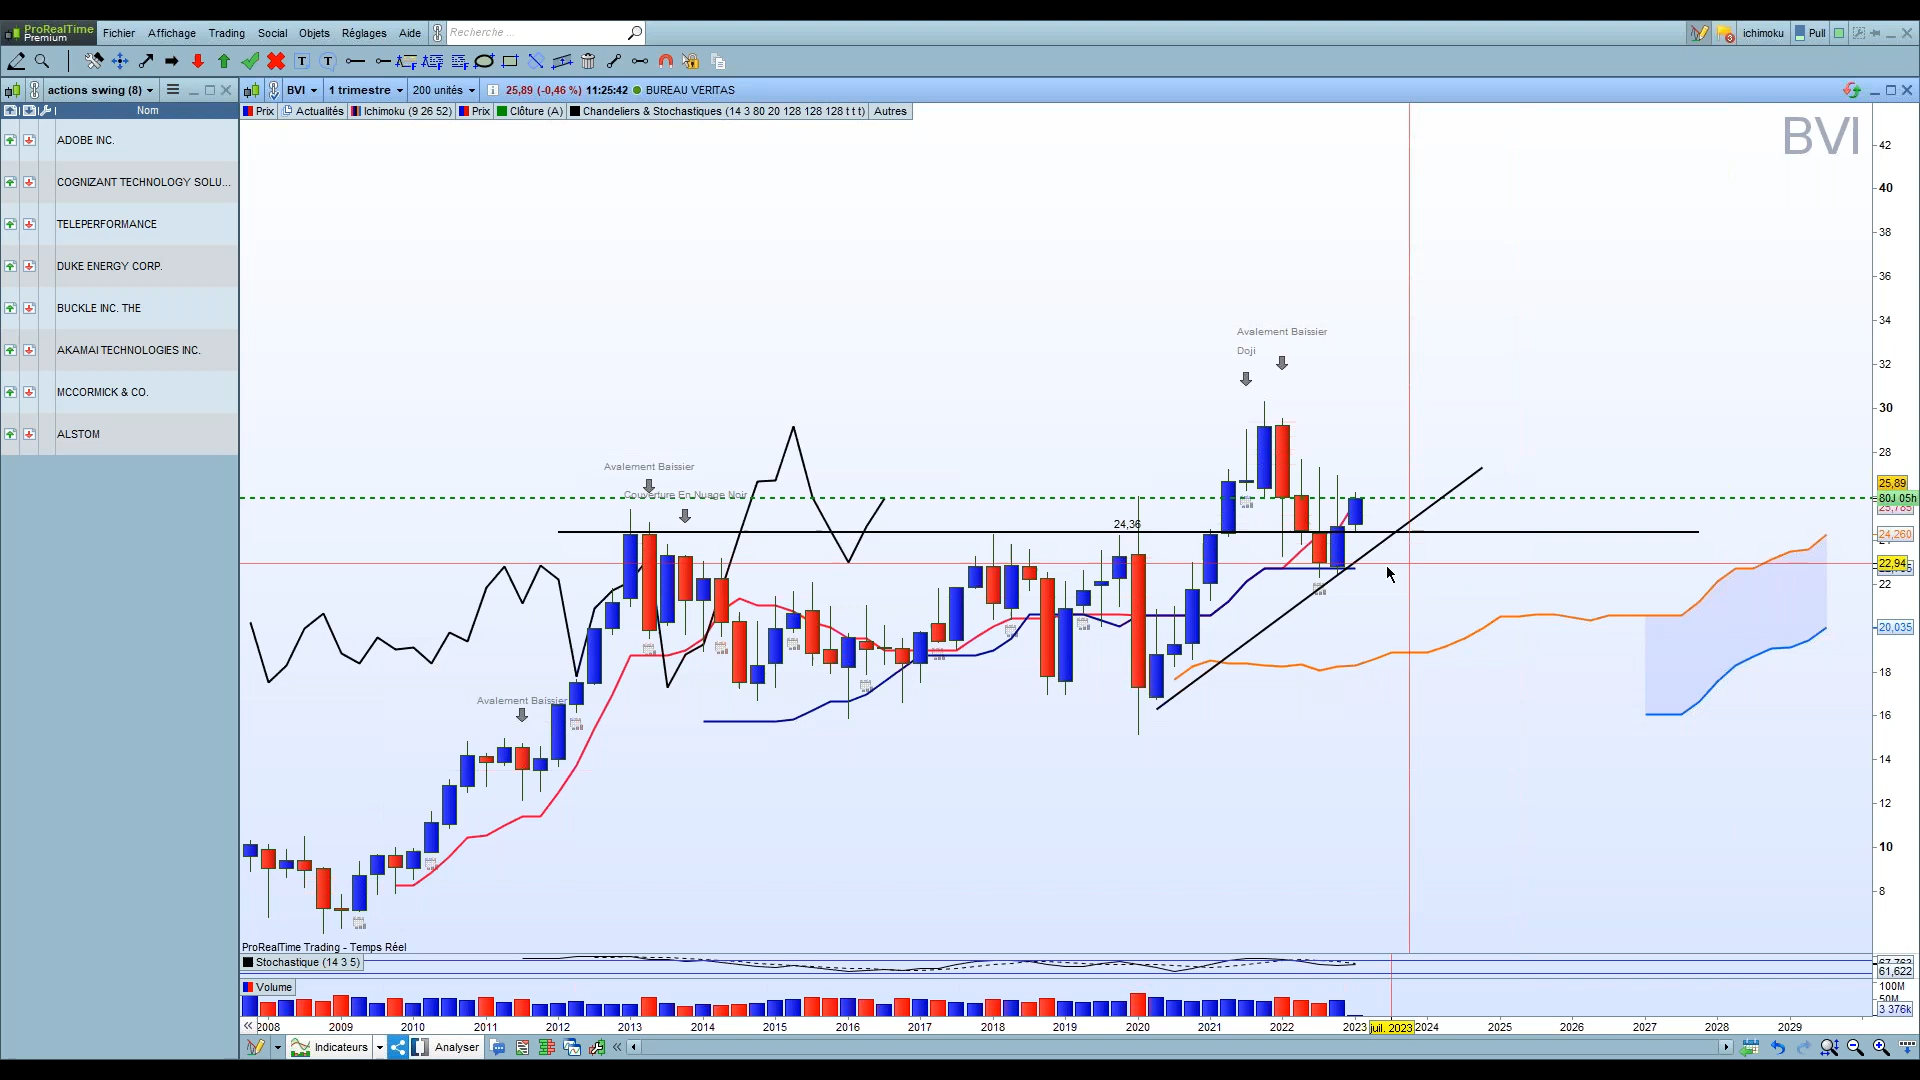 ProRealTime
Premium
Fichier Affichage Trading Social Objets Réglages Aide
Recherche ...
3
ichimoku Pull
actions swing (8)
BVI 1 trimestre 200 unités 25,89 (-0,46 %) 11:25:42 BUREAU VERITAS
Nom
ADOBE INC.
COGNIZANT TECHNOLOGY SOLU...
TELEPERFORMANCE
DUKE ENERGY CORP.
BUCKLE INC. THE
AKAMAI TECHNOLOGIES INC.
MCCORMICK & CO.
ALSTOM
Prix Actualités Ichimoku (9 26 52) Prix Clôture (A) Chandeliers & Stochastiques (14 3 80 20 128 128 128 t t t) Autres
BVI
Avalement Baissier
Doji
Avalement Baissier
Couverture En Nuage Noir
24,36
Avalement Baissier
42
40
38
36
34
32
30
28
25,89
80J 05h
25,785
24,260
22,94
22
20,035
18
16
14
12
10
8
ProRealTime Trading - Temps Réel
Stochastique (14 3 5)
61,622
Volume
100M
50M
3 376k
2008 2009 2010 2011 2012 2013 2014 2015 2016 2017 2018 2019 2020 2021 2022 2023 juil. 2023 2024 2025 2026 2027 2028 2029
Indicateurs Analyser